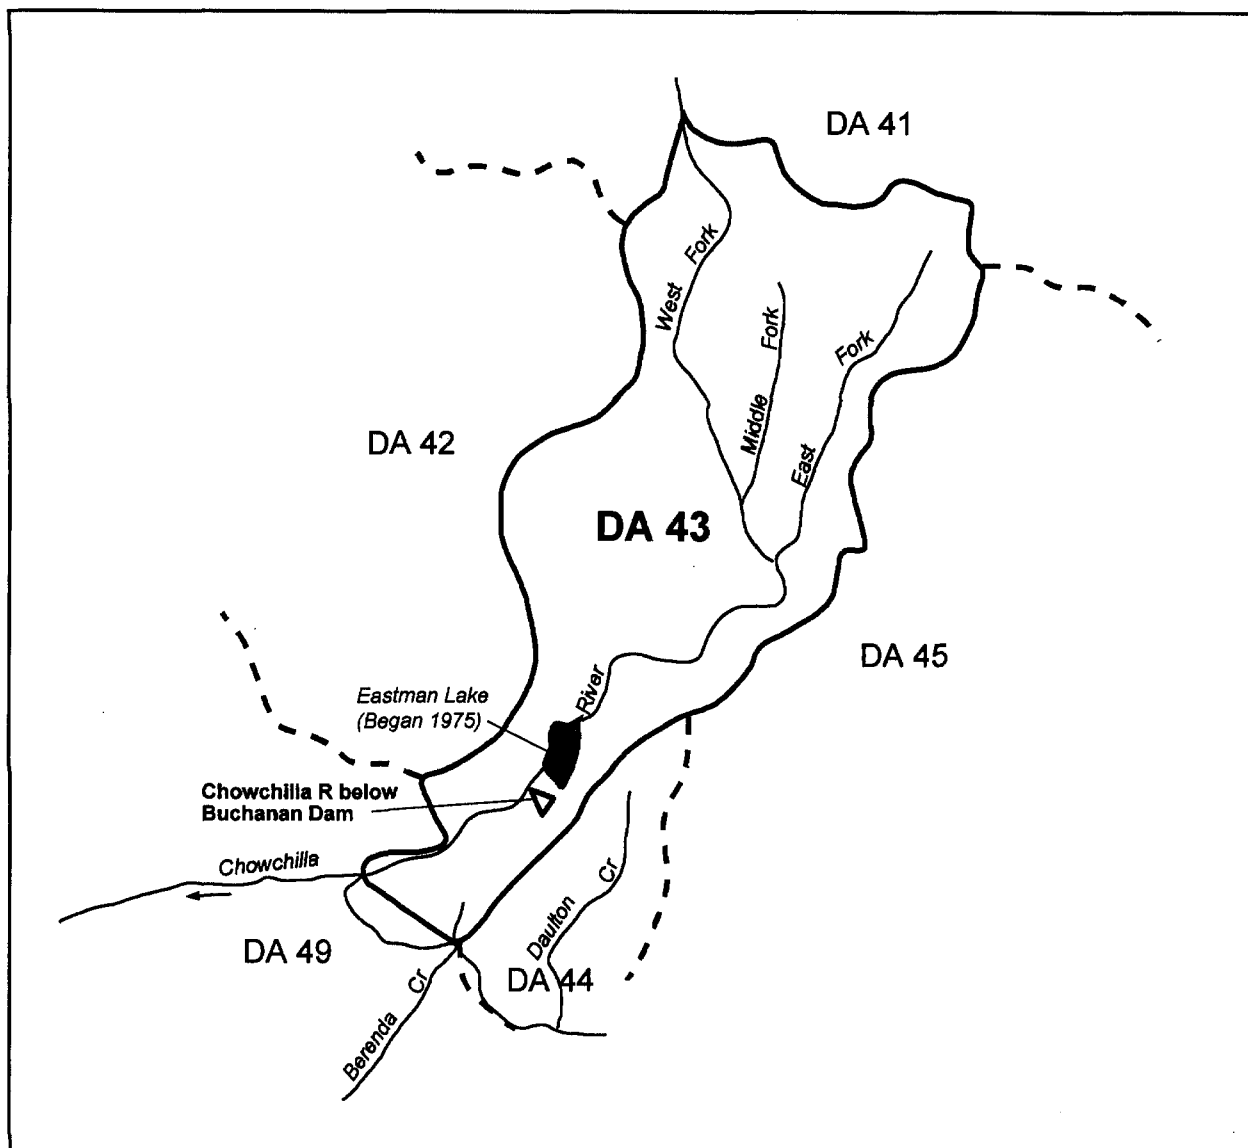 DA 41
West Fork
Middle Fork
East Fork
DA 42
DA 43
DA 45
River
Eastman Lake
(Began 1975)
Chowchilla R below
Buchanan Dam
Chowchilla
Daulton Cr
DA 49
DA 44
Berenda Cr